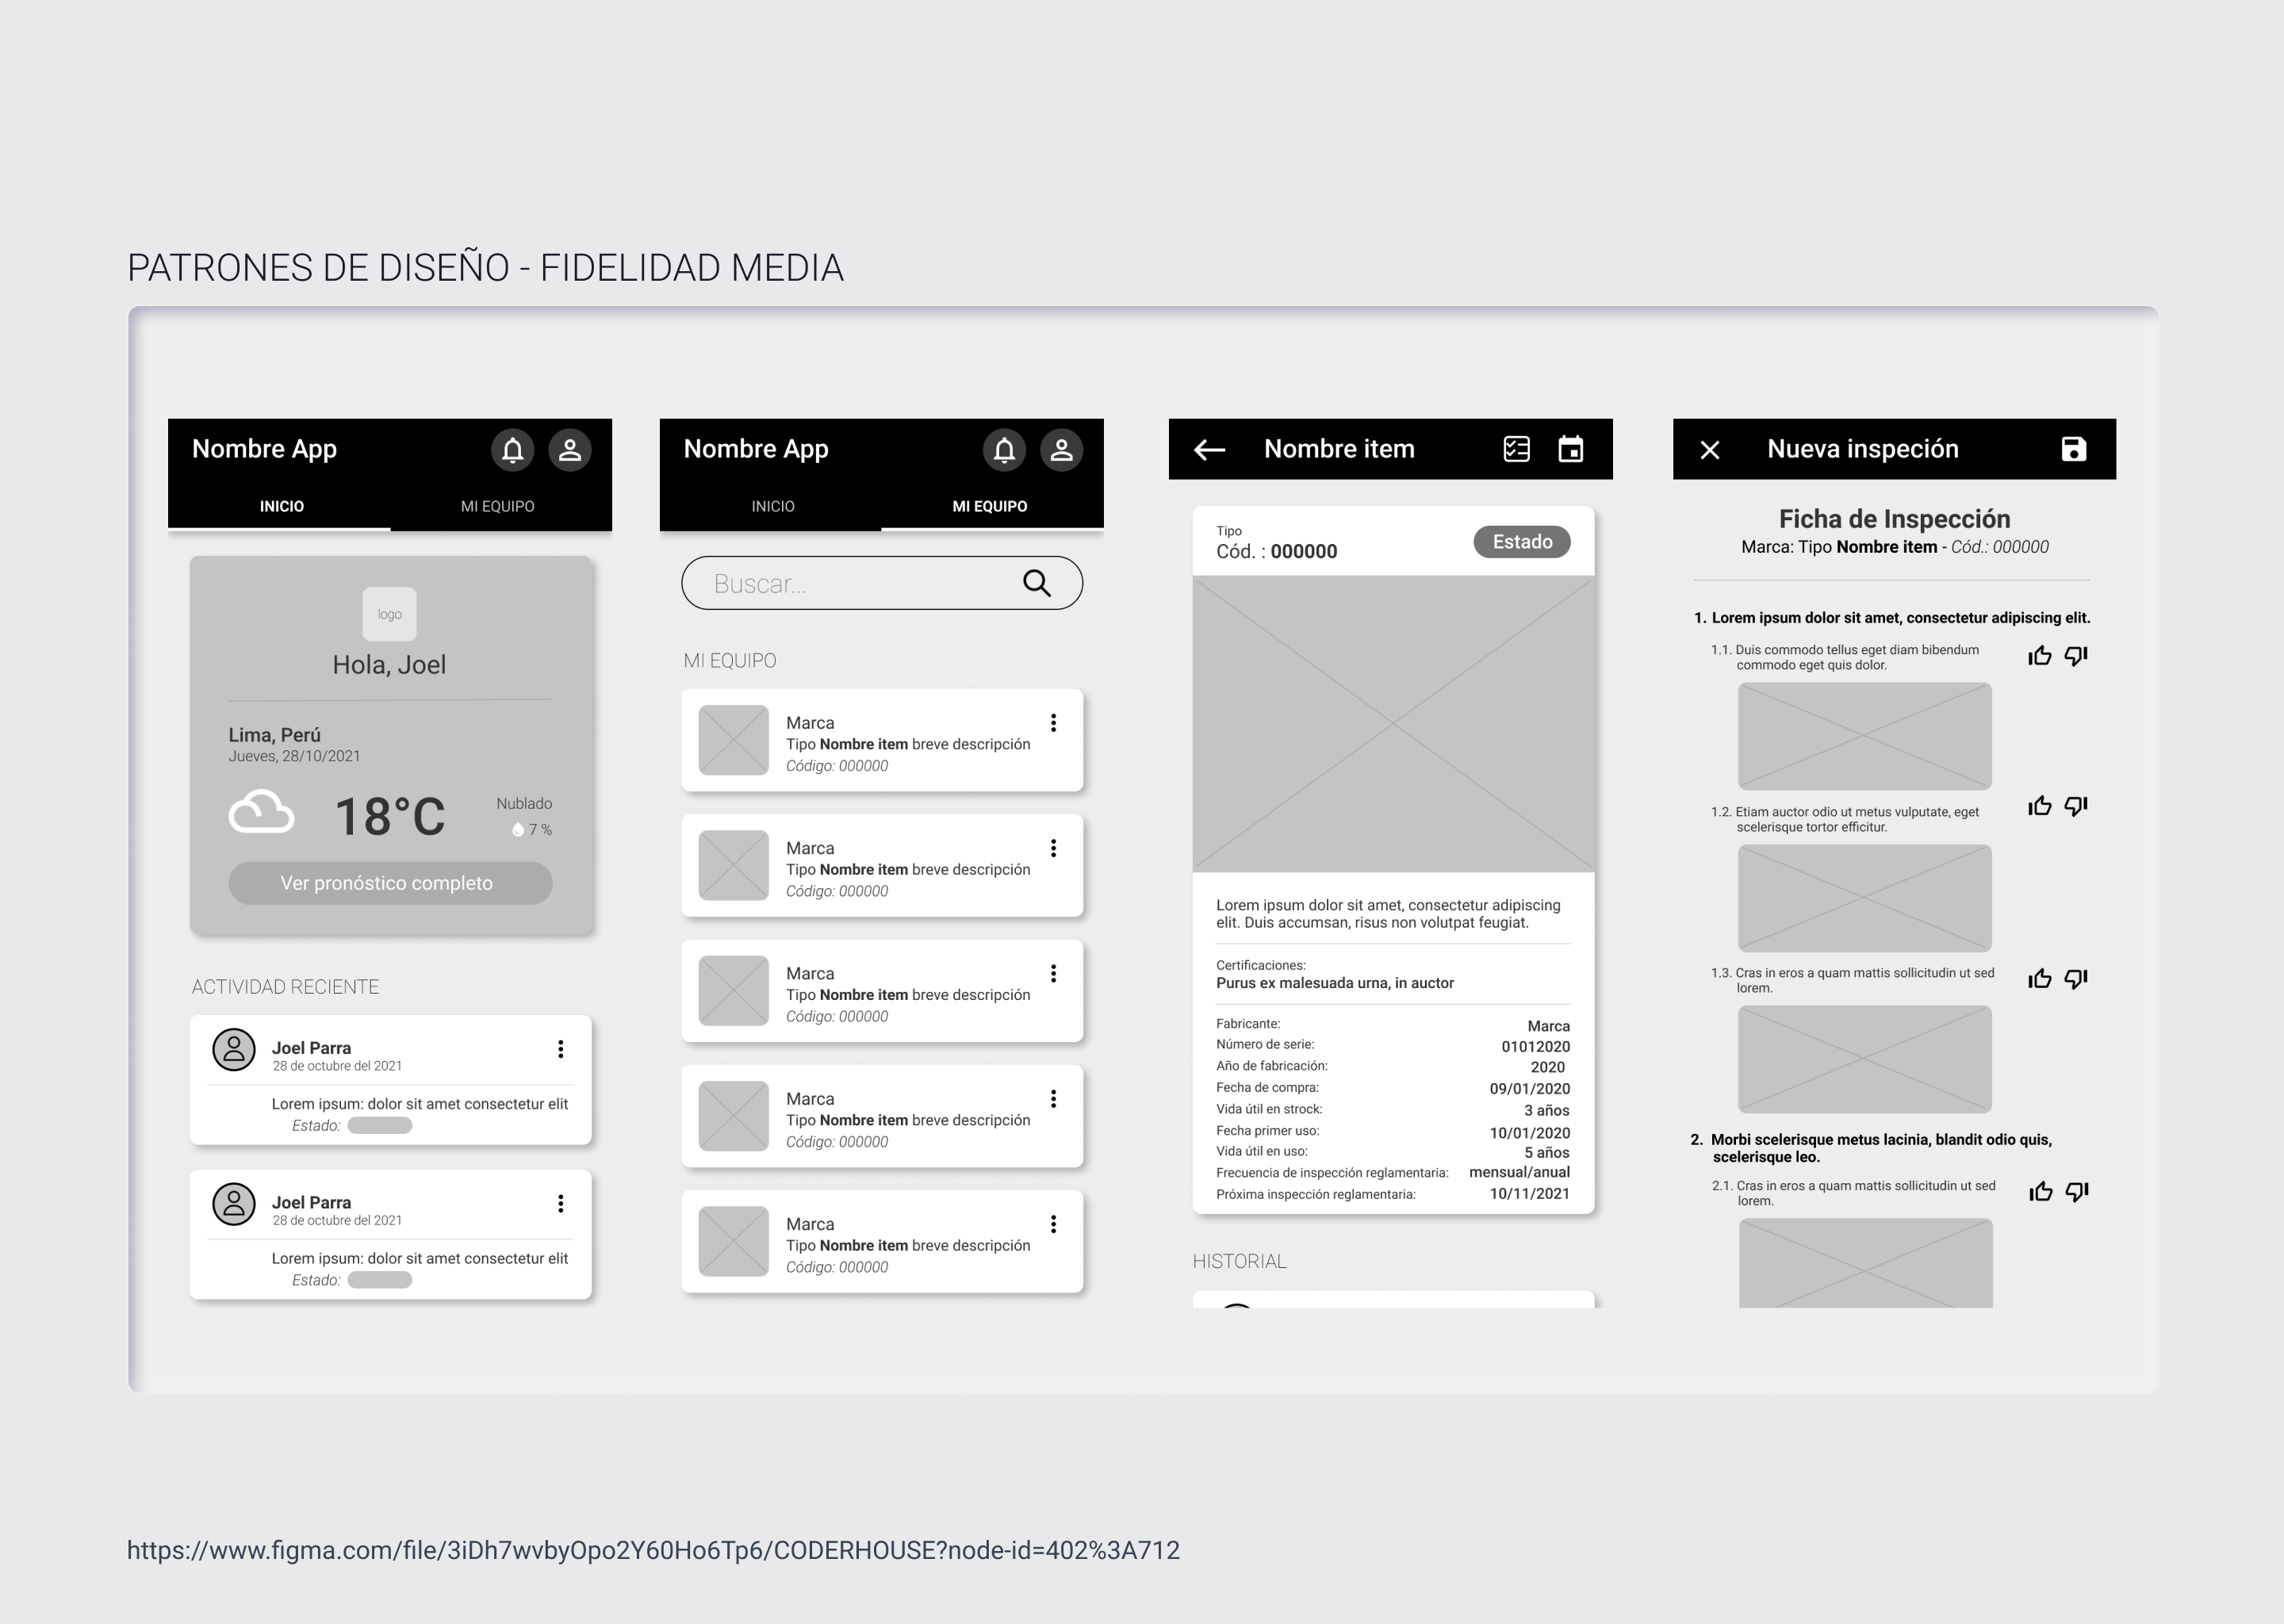 PATRONES DE DISEÑO - FIDELIDAD MEDIA
Nombre App
INICIO
MI EQUIPO
logo
Hola, Joel
Lima, Perú
Jueves, 28/10/2021
18°C
Nublado
7 %
Ver pronóstico completo
ACTIVIDAD RECIENTE
Joel Parra
28 de octubre del 2021
Lorem ipsum: dolor sit amet consectetur elit
Estado:
Joel Parra
28 de octubre del 2021
Lorem ipsum: dolor sit amet consectetur elit
Estado:
Nombre App
INICIO
MI EQUIPO
Buscar...
MI EQUIPO
Marca
Tipo Nombre item breve descripción
Código: 000000
Marca
Tipo Nombre item breve descripción
Código: 000000
Marca
Tipo Nombre item breve descripción
Código: 000000
Marca
Tipo Nombre item breve descripción
Código: 000000
Marca
Tipo Nombre item breve descripción
Código: 000000
Nombre item
Tipo
Cód. : 000000
Estado
Lorem ipsum dolor sit amet, consectetur adipiscing
elit. Duis accumsan, risus non volutpat feugiat.
Certificaciones:
Purus ex malesuada urna, in auctor
Fabricante: Marca
Número de serie: 01012020
Año de fabricación: 2020
Fecha de compra: 09/01/2020
Vida útil en strock: 3 años
Fecha primer uso: 10/01/2020
Vida útil en uso: 5 años
Frecuencia de inspección reglamentaria: mensual/anual
Próxima inspección reglamentaria: 10/11/2021
HISTORIAL
Nueva inspeción
Ficha de Inspección
Marca: Tipo Nombre item - Cód.: 000000
1. Lorem ipsum dolor sit amet, consectetur adipiscing elit.
1.1. Duis commodo tellus eget diam bibendum
commodo eget quis dolor.
1.2. Etiam auctor odio ut metus vulputate, eget
scelerisque tortor efficitur.
1.3. Cras in eros a quam mattis sollicitudin ut sed
lorem.
2. Morbi scelerisque metus lacinia, blandit odio quis,
scelerisque leo.
2.1. Cras in eros a quam mattis sollicitudin ut sed
lorem.
https://www.figma.com/file/3iDh7wvbyOpo2Y60Ho6Tp6/CODERHOUSE?node-id=402%3A712